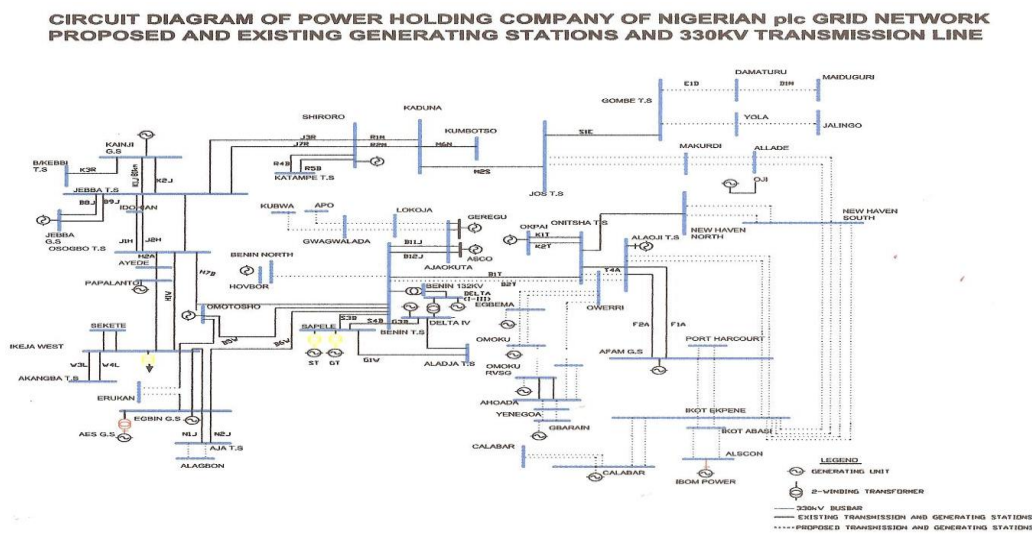 CIRCUIT DIAGRAM OF POWER HOLDING COMPANY OF NIGERIAN plc GRID NETWORK
PROPOSED AND EXISTING GENERATING STATIONS AND 330KV TRANSMISSION LINE
DAMATURU
MAIDUGURI
E1D
D1M
GOMBE T.S
KADUNA
SHIRORO
YOLA
JALINGO
KUMBOTSO
KAINJI
G.S
J3R
J7R
R1M
R2M
M6N
S1E
MAKURDI
ALLADE
B/KEBBI
T.S
K3R
K2J
R4B
R5B
KATAMPE T.S
M2S
JOS T.S
OJI
JEBBA T.S
B8J
B9J
KUBWA
APO
LOKOJA
GEREGU
OKPAI
ONITSHA T.S
NEW HAVEN
SOUTH
JEBBA
G.S
K1T
K2T
ALAOJI T.S
NEW HAVEN
NORTH
OSOGBO T.S
J1H
J2H
GWAGWALADA
B11J
B12J
ASCO
AJAOKUTA
AYEDE
H2A
H7B
BENIN NORTH
B1T
B2T
T4A
PAPALANTO
HOVBOR
BENIN 132KV
DELTA
(I-III)
EGBEMA
OWERRI
OMOTOSHO
S3B
S4B
G3B
DELTA IV
SEKETE
SAPELE
BENIN T.S
F2A
F1A
IKEJA WEST
B5W
B6W
G1W
OMOKU
PORT HARCOURT
W3L
W4L
ST
GT
ALADJA T.S
AFAM G.S
AKANGBA T.S
OMOKU
RVSG
ERUKAN
AHOADA
YENEGOA
EGBIN G.S
IKOT EKPENE
AES G.S
GBARAIN
IKOT ABASI
N1J
N2J
AJA T.S
CALABAR
ALSCON
ALAGBON
CALABAR
IBOM POWER
LEGEND
GENERATING UNIT
2-WINDING TRANSFORMER
330kV BUSBAR
EXISTING TRANSMISSION AND GENERATING STATIONS
PROPOSED TRANSMISSION AND GENERATING STATIONS